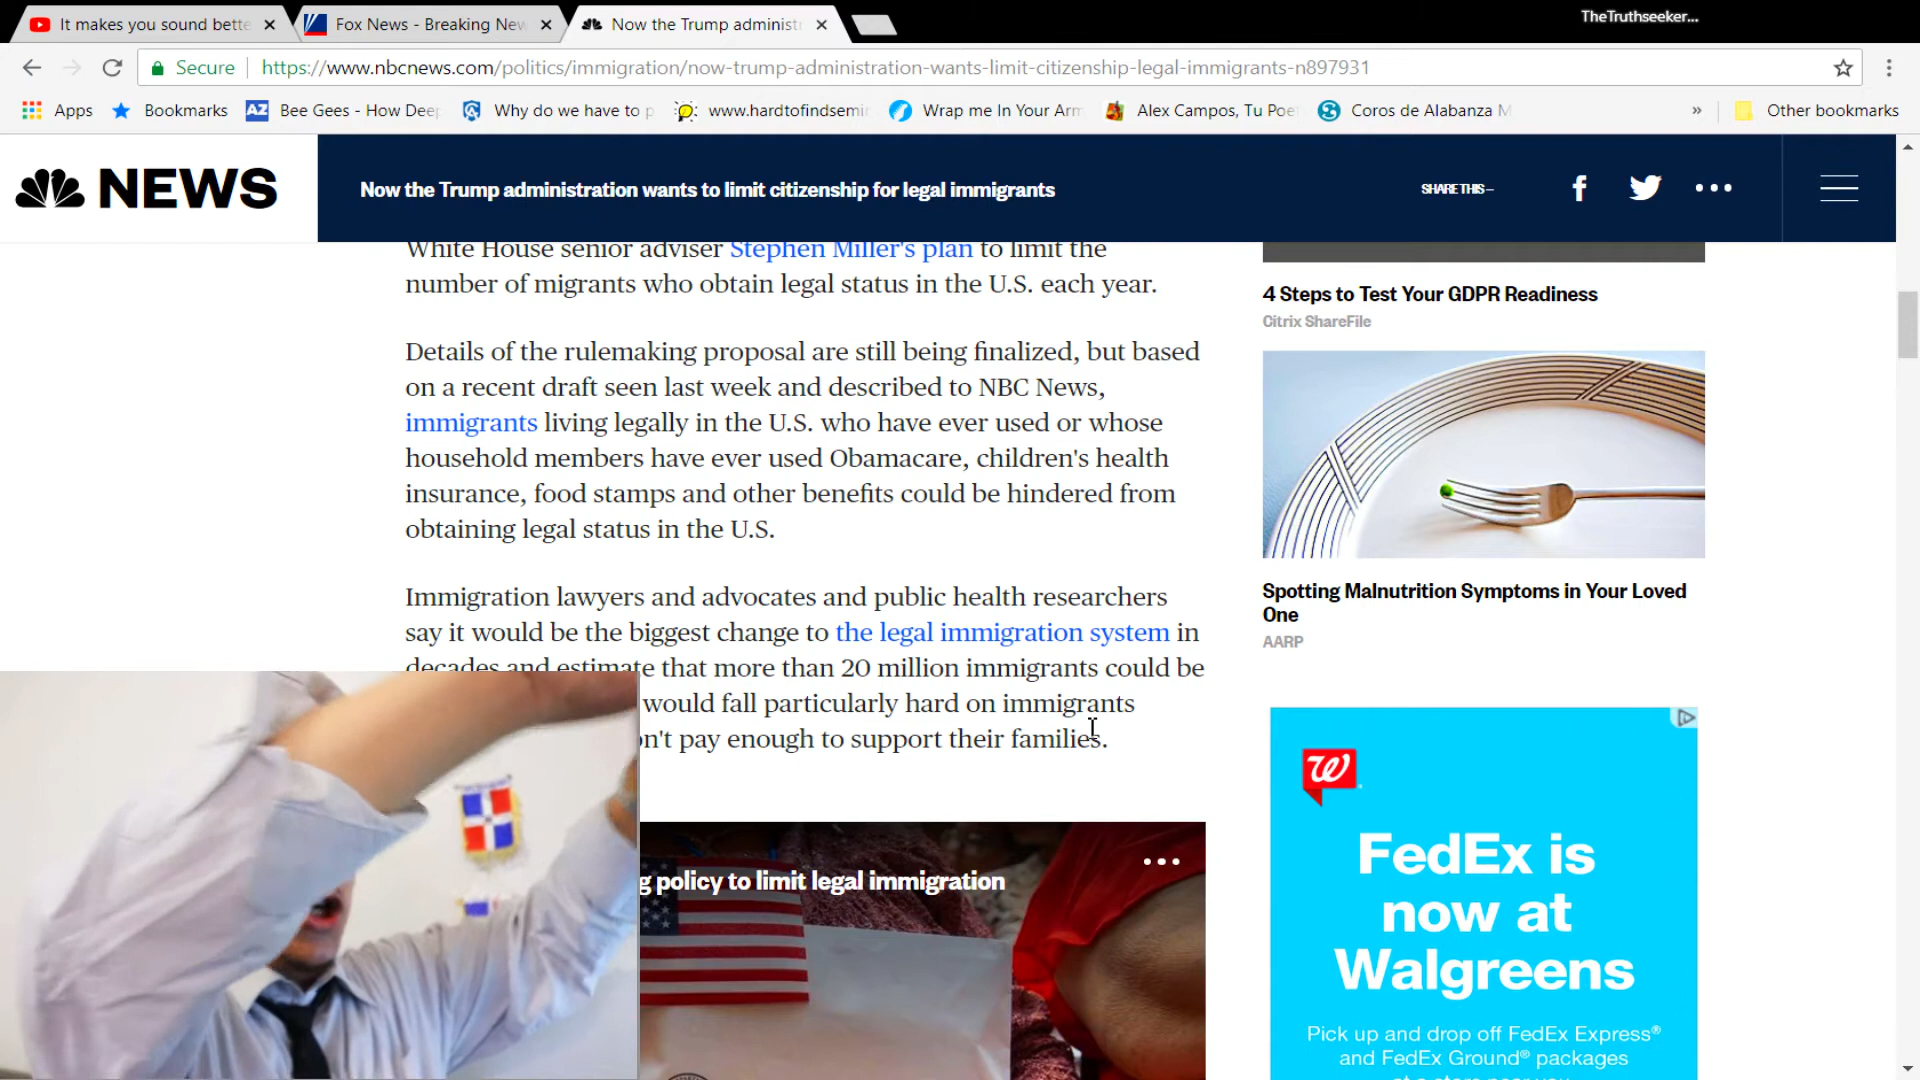 It makes you sound bette
Fox News - Breaking New
Now the Trump administ
TheTruthseeker...
Secure
https://www.nbcnews.com/politics/immigration/now-trump-administration-wants-limit-citizenship-legal-immigrants-n897931
Apps
Bookmarks
AZ
Bee Gees - How Deep
Why do we have to p
www.hardtofindsemi
Wrap me In Your Arm
Alex Campos, Tu Poe
Coros de Alabanza M
»
Other bookmarks
NEWS
Now the Trump administration wants to limit citizenship for legal immigrants
SHARE THIS —
White House senior adviser Stephen Miller's plan to limit the
number of migrants who obtain legal status in the U.S. each year.
Details of the rulemaking proposal are still being finalized, but based
on a recent draft seen last week and described to NBC News,
immigrants living legally in the U.S. who have ever used or whose
household members have ever used Obamacare, children's health
insurance, food stamps and other benefits could be hindered from
obtaining legal status in the U.S.
Immigration lawyers and advocates and public health researchers
say it would be the biggest change to the legal immigration system in
decades and estimate that more than 20 million immigrants could be
would fall particularly hard on immigrants
n't pay enough to support their families.
g policy to limit legal immigration
4 Steps to Test Your GDPR Readiness
Citrix ShareFile
Spotting Malnutrition Symptoms in Your Loved
One
AARP
W
FedEx is
now at
Walgreens
Pick up and drop off FedEx Express®
and FedEx Ground® packages
at a store near you.